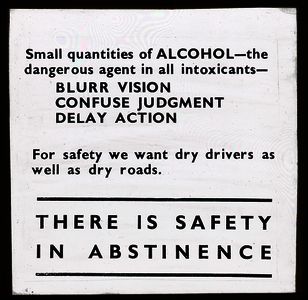 Small quantities of ALCOHOL—the
dangerous agent in all intoxicants—
BLURR VISION
CONFUSE JUDGMENT
DELAY ACTION
For safety we want dry drivers as
well as dry roads.
THERE IS SAFETY
IN ABSTINENCE